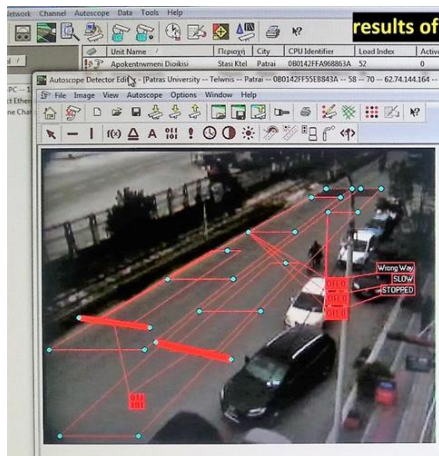 Network Channel Autoscope Data Tools Help
results of
Unit Name / Περιοχή City CPU Identifier Load Index Active
Apokentrwmeni Dioikisi Stasi Ktel Patrai 0B0142FFA968863A 52 0
Autoscope Detector Editor - [Patras University -- Telwnis -- Patrai -- 0B0142FF55EB843A -- 58 -- 70 -- 62.74.144.164 --
File Image View Autoscope Options Window Help
f(x) A
Wrong Way
SLOW
STOPPED